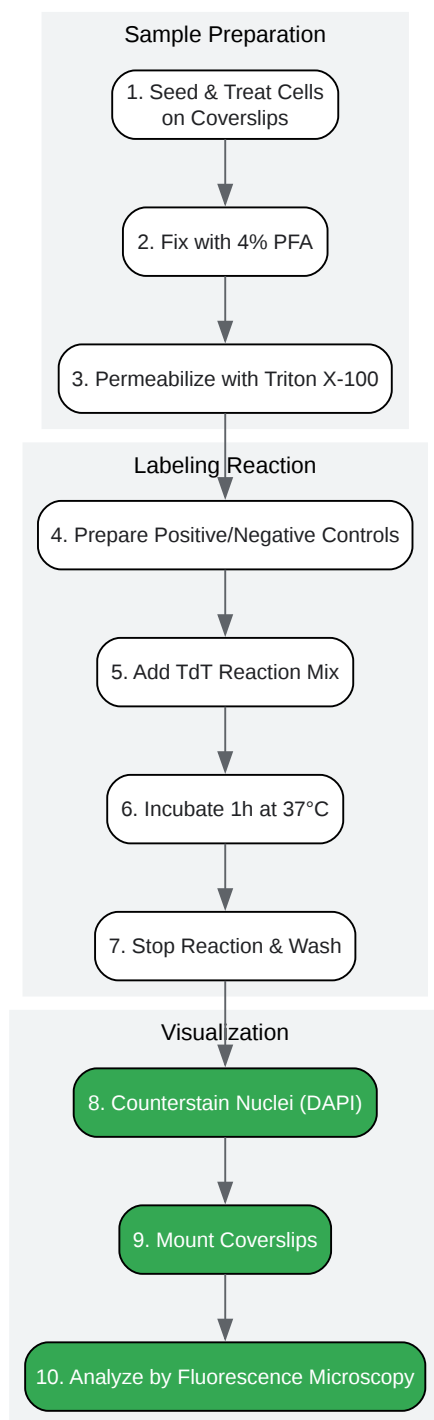 Sample Preparation
1. Seed & Treat Cells
on Coverslips
2. Fix with 4% PFA
3. Permeabilize with Triton X-100
Labeling Reaction
4. Prepare Positive/Negative Controls
5. Add TdT Reaction Mix
6. Incubate 1h at 37°C
7. Stop Reaction & Wash
Visualization
8. Counterstain Nuclei (DAPI)
9. Mount Coverslips
10. Analyze by Fluorescence Microscopy